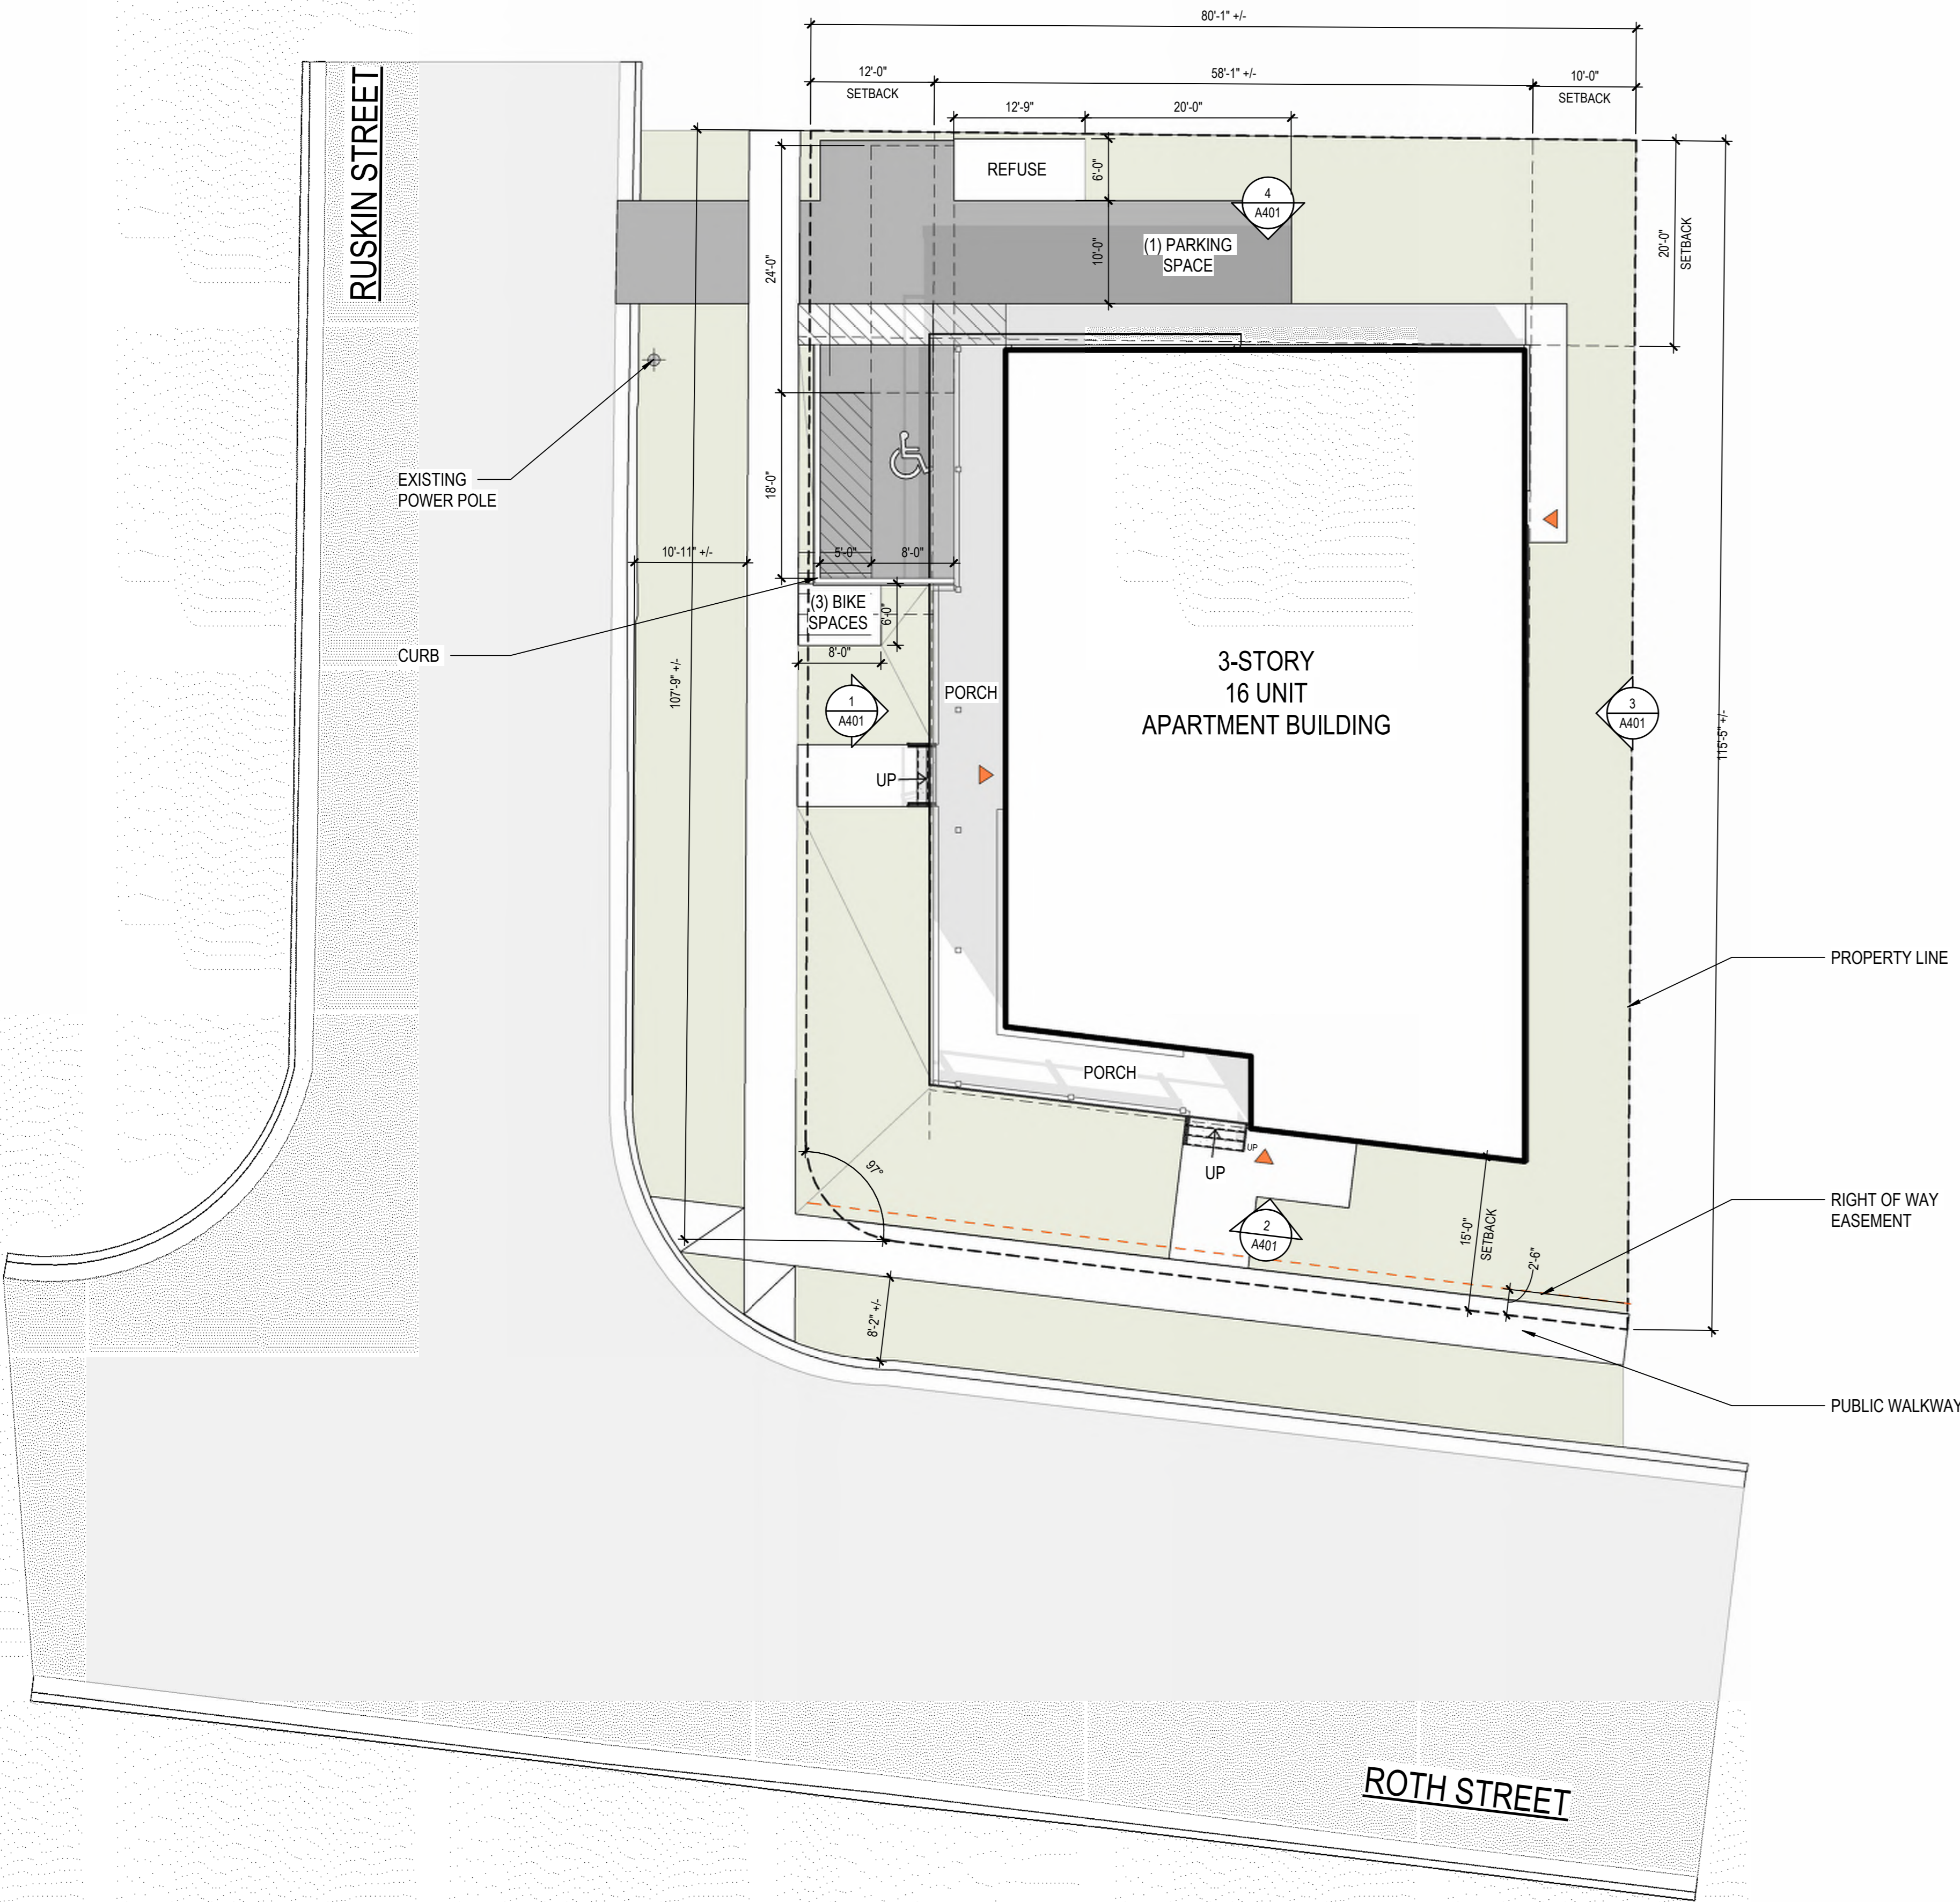 80'-1" +/-
12'-0"
SETBACK
58'-1" +/-
10'-0"
SETBACK
12'-9"
20'-0"
RUSKIN STREET
REFUSE
6'-0"
4
A401
20'-0"
SETBACK
24'-0"
10'-0"
(1) PARKING
SPACE
EXISTING
POWER POLE
18'-0"
10'-11" +/-
5'-0"
8'-0"
(3) BIKE
SPACES
6'-0"
CURB
8'-0"
107'-9" +/-
3-STORY
16 UNIT
APARTMENT BUILDING
PORCH
1
A401
3
A401
115'-5" +/-
UP
PROPERTY LINE
PORCH
97°
UP
UP
2
A401
15'-0"
SETBACK
2'-6"
RIGHT OF WAY
EASEMENT
8'-2" +/-
PUBLIC WALKWAY
ROTH STREET